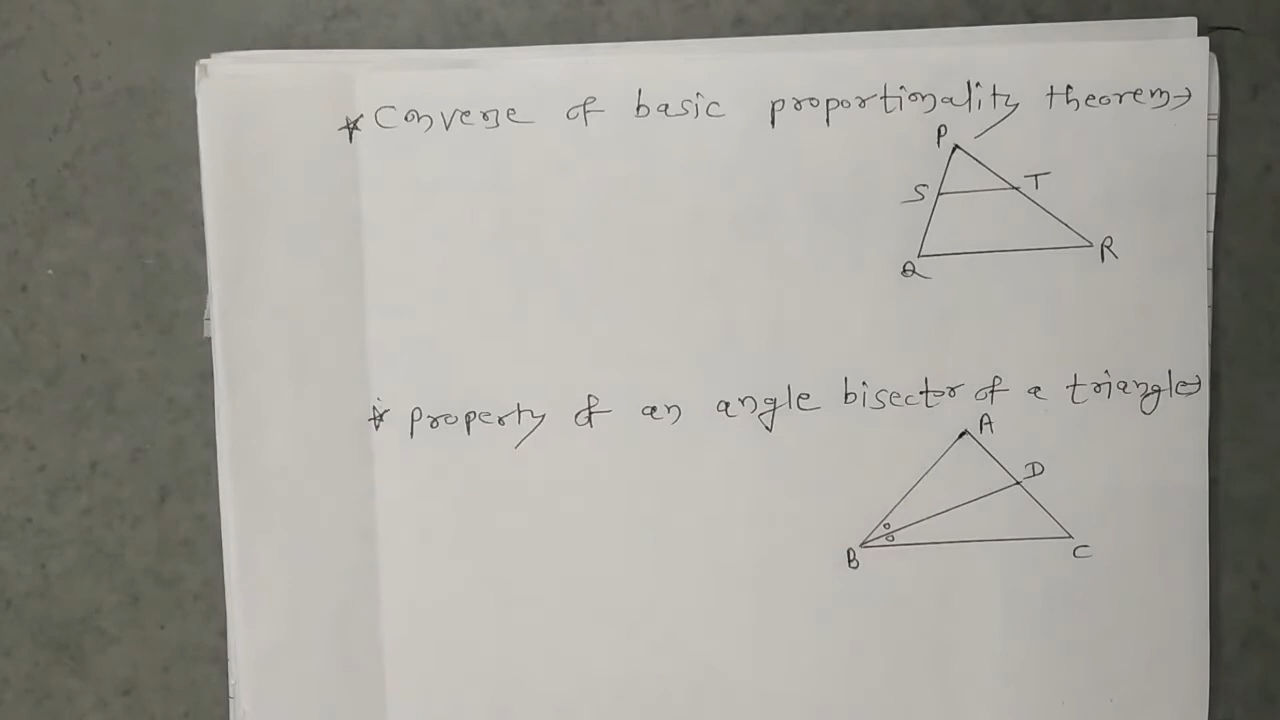 * Converse of basic proportionality theorem→
P
S T
Q R
* property of an angle bisector of a triangle→
A
D
B C